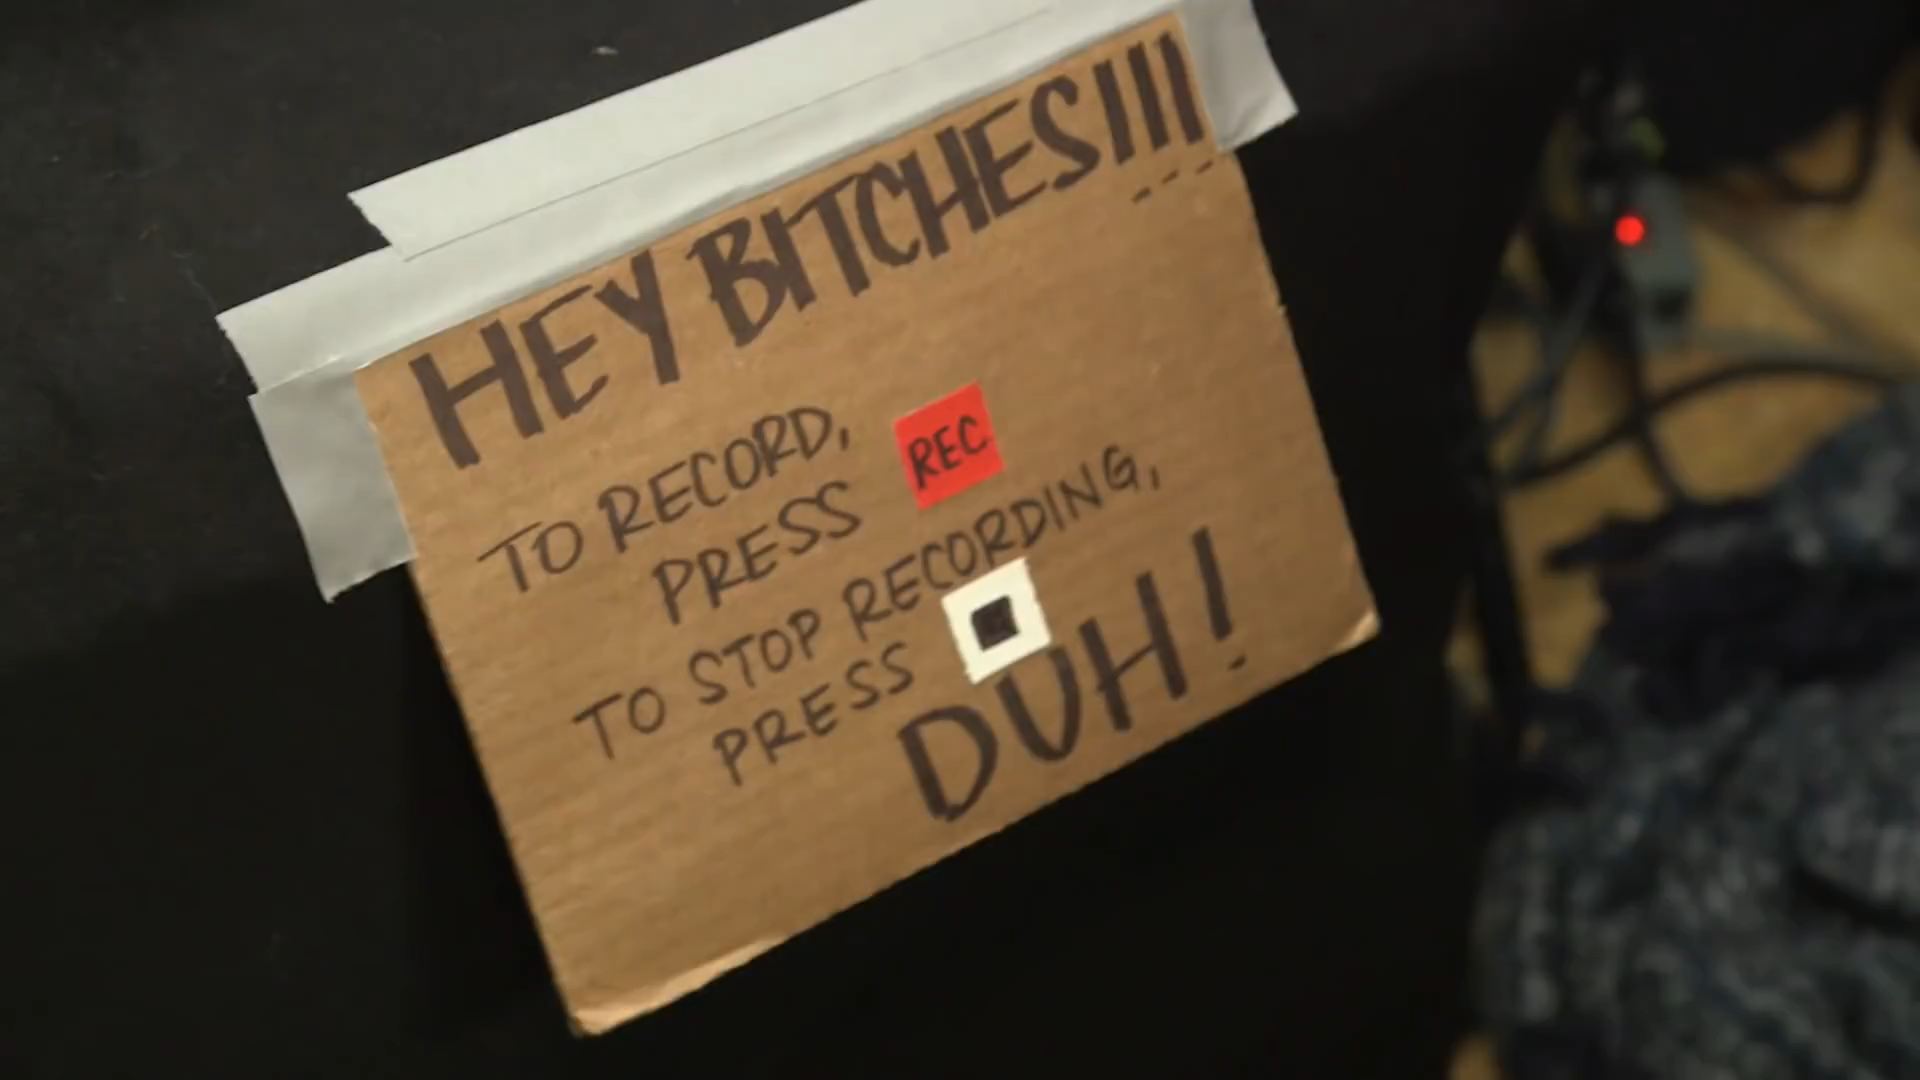 HEY BITCHES!!!
TO RECORD,
PRESS REC
TO STOP RECORDING,
PRESS
DUH!